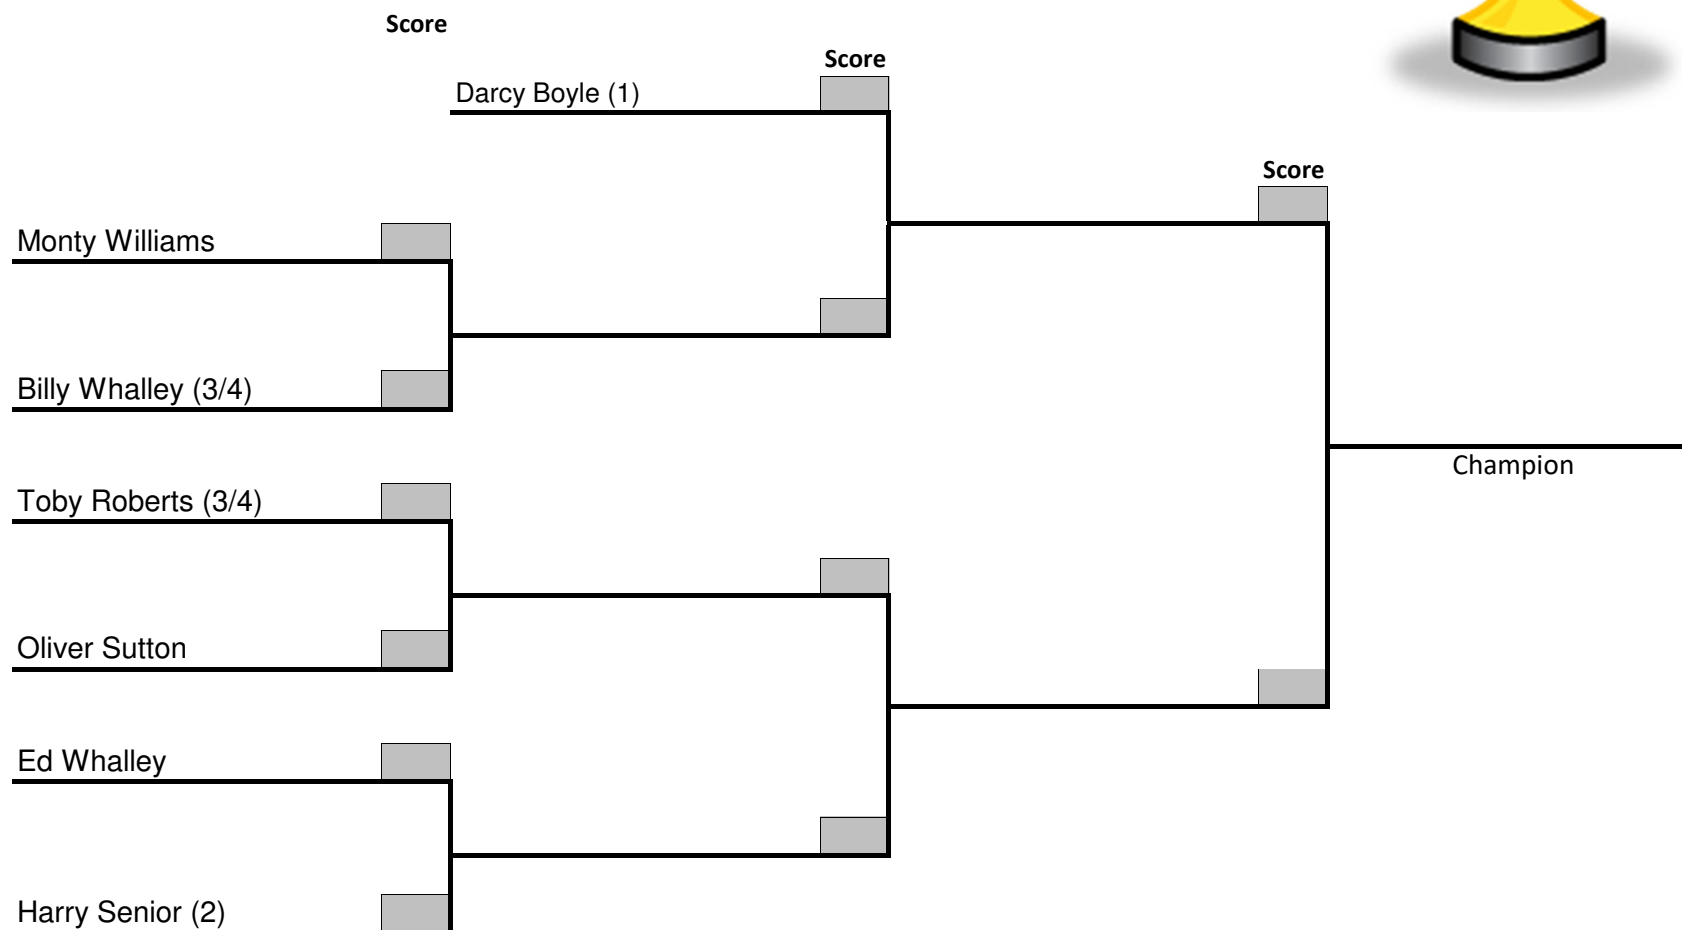 Score
Score
Darcy Boyle (1)
Score
Monty Williams
Billy Whalley (3/4)
Champion
Toby Roberts (3/4)
Oliver Sutton
Ed Whalley
Harry Senior (2)